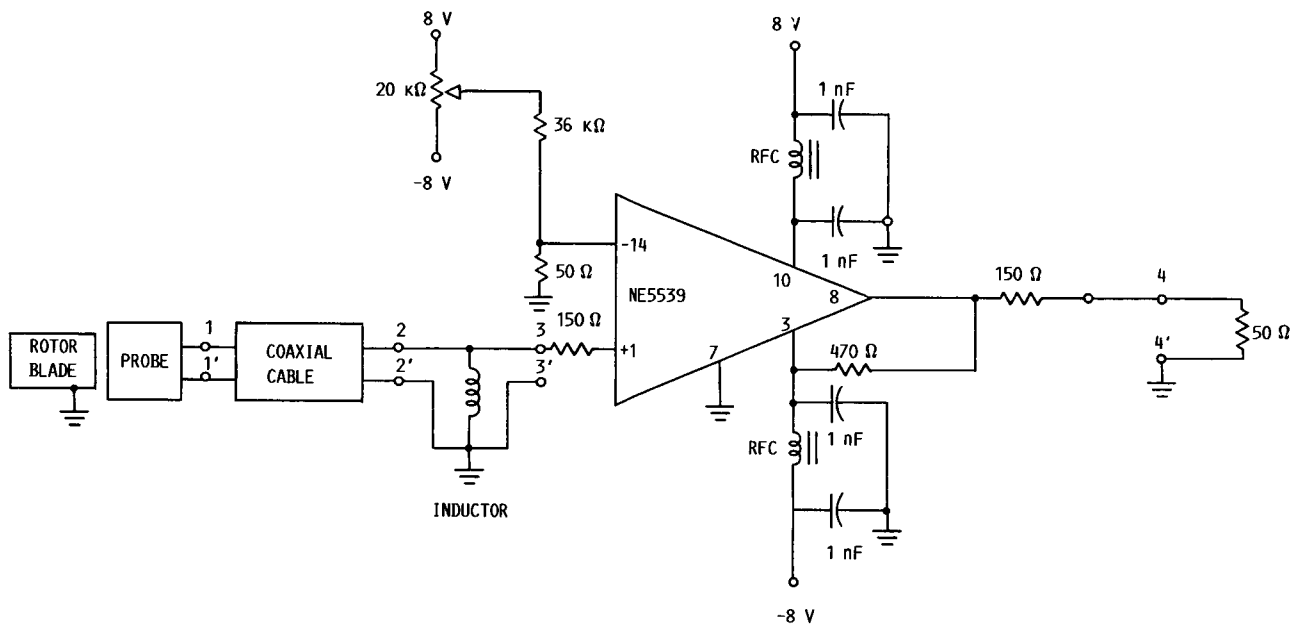 8 V
20 κΩ
-8 V
36 κΩ
50 Ω
8 V
1 nF
RFC
1 nF
-14
NE5539
+1
10
8
3
7
150 Ω
4
4'
50 Ω
470 Ω
1 nF
RFC
1 nF
-8 V
ROTOR
BLADE
PROBE
1
1'
COAXIAL
CABLE
2
2'
3
3'
150 Ω
INDUCTOR